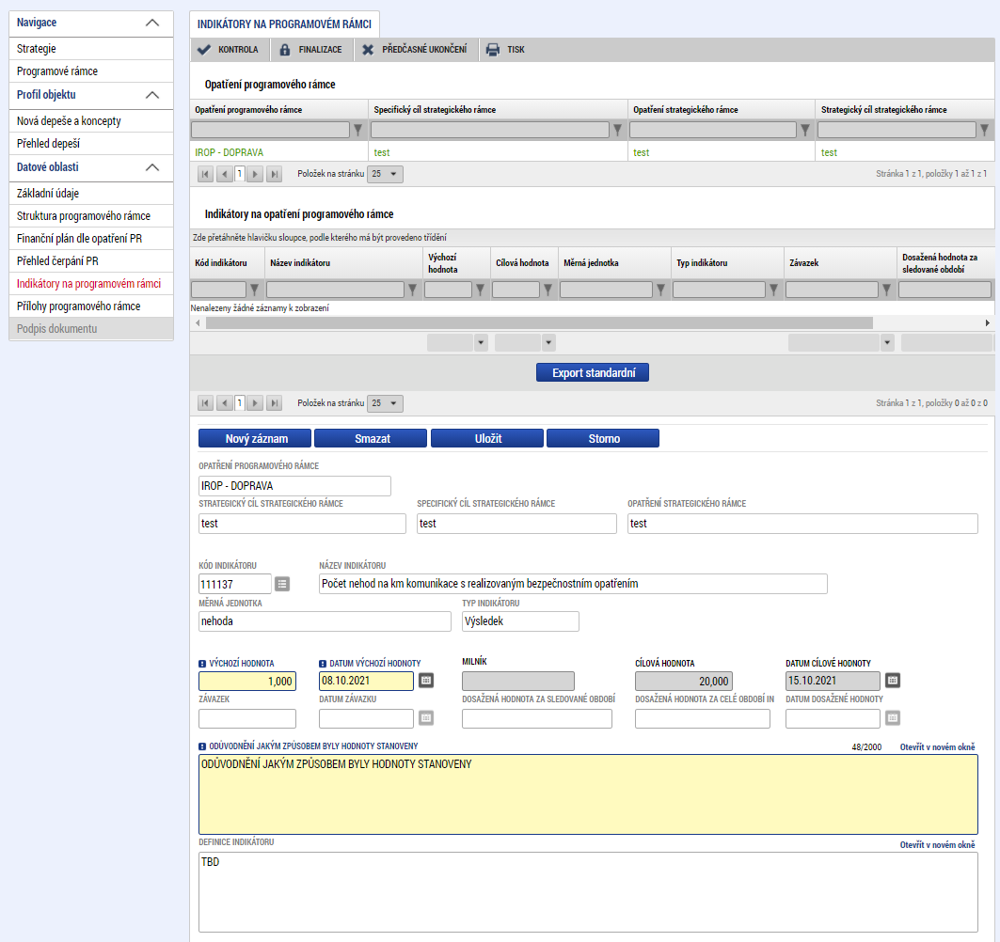 Navigace
Strategie
Programové rámce
Profil objektu
Nová depeše a koncepty
Přehled depeší
Datové oblasti
Základní údaje
Struktura programového rámce
Finanční plán dle opatření PR
Přehled čerpání PR
Indikátory na programovém rámci
Přílohy programového rámce
Podpis dokumentu
INDIKÁTORY NA PROGRAMOVÉM RÁMCI
KONTROLA FINALIZACE PŘEDČASNÉ UKONČENÍ TISK
Opatření programového rámce
Opatření programového rámce Specifický cíl strategického rámce Opatření strategického rámce Strategický cíl strategického rámce
IROP - DOPRAVA test test test
1 Položek na stránku 25 Stránka 1 z 1, položky 1 až 1 z 1
Indikátory na opatření programového rámce
Zde přetáhněte hlavičku sloupce, podle kterého má být provedeno třídění
Kód indikátoru Název indikátoru Výchozí hodnota Cílová hodnota Měrná jednotka Typ indikátoru Závazek Dosažená hodnota za sledované období
Nenalezeny žádné záznamy k zobrazení
Export standardní
1 Položek na stránku 25 Stránka 1 z 1, položky 0 až 0 z 0
Nový záznam Smazat Uložit Storno
OPATŘENÍ PROGRAMOVÉHO RÁMCE
IROP - DOPRAVA
STRATEGICKÝ CÍL STRATEGICKÉHO RÁMCE SPECIFICKÝ CÍL STRATEGICKÉHO RÁMCE OPATŘENÍ STRATEGICKÉHO RÁMCE
test test test
KÓD INDIKÁTORU NÁZEV INDIKÁTORU
111137 Počet nehod na km komunikace s realizovaným bezpečnostním opatřením
MĚRNÁ JEDNOTKA TYP INDIKÁTORU
nehoda Výsledek
VÝCHOZÍ HODNOTA DATUM VÝCHOZÍ HODNOTY MILNÍK CÍLOVÁ HODNOTA DATUM CÍLOVÉ HODNOTY
1,000 08.10.2021 20,000 15.10.2021
ZÁVAZEK DATUM ZÁVAZKU DOSAŽENÁ HODNOTA ZA SLEDOVANÉ OBDOBÍ DOSAŽENÁ HODNOTA ZA CELÉ OBDOBÍ IN DATUM DOSAŽENÉ HODNOTY
ODŮVODNĚNÍ JAKÝM ZPŮSOBEM BYLY HODNOTY STANOVENY 48/2000 Otevřít v novém okně
ODŮVODNĚNÍ JAKÝM ZPŮSOBEM BYLY HODNOTY STANOVENY
DEFINICE INDIKÁTORU Otevřít v novém okně
TBD